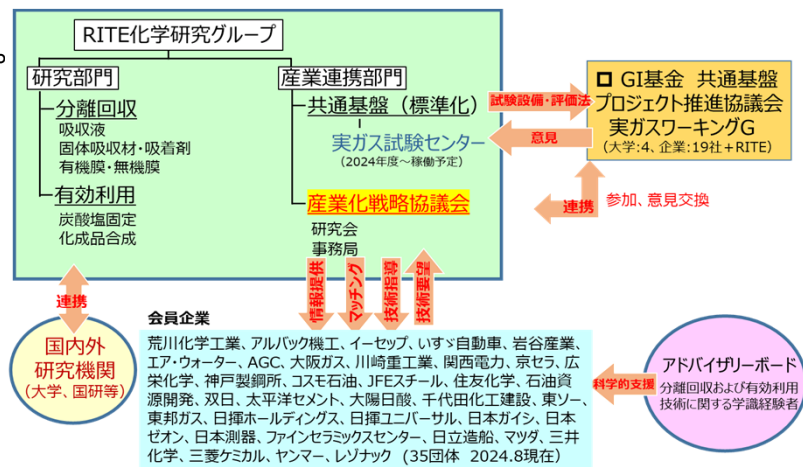 RITE化学研究グループ
研究部門
分離回収
吸収液
固体吸収材・吸着剤
有機膜・無機膜
有効利用
炭酸塩固定
化成品合成
産業連携部門
共通基盤（標準化）
実ガス試験センター
（2024年度～稼働予定）
産業化戦略協議会
研究会
事務局
試験設備・評価法
意見
GI基金 共通基盤
プロジェクト推進協議会
実ガスワーキングG
（大学:4、企業:19社＋RITE）
連携
参加、意見交換
情報提供
マッチング
技術指導
技術要望
連携
国内外
研究機関
（大学、国研等）
会員企業
荒川化学工業、アルバック機工、イーセップ、いすゞ自動車、岩谷産業、
エア・ウォーター、AGC、大阪ガス、川崎重工業、関西電力、京セラ、広
栄化学、神戸製鋼所、コスモ石油、JFEスチール、住友化学、石油資
源開発、双日、太平洋セメント、大陽日酸、千代田化工建設、東ソー、
東邦ガス、日揮ホールディングス、日揮ユニバーサル、日本ガイシ、日本
ゼオン、日本測器、ファインセラミックスセンター、日立造船、マツダ、三井
化学、三菱ケミカル、ヤンマー、レゾナック （35団体 2024.8現在）
科学的支援
アドバイザリーボード
分離回収および有効利用
技術に関する学識経験者